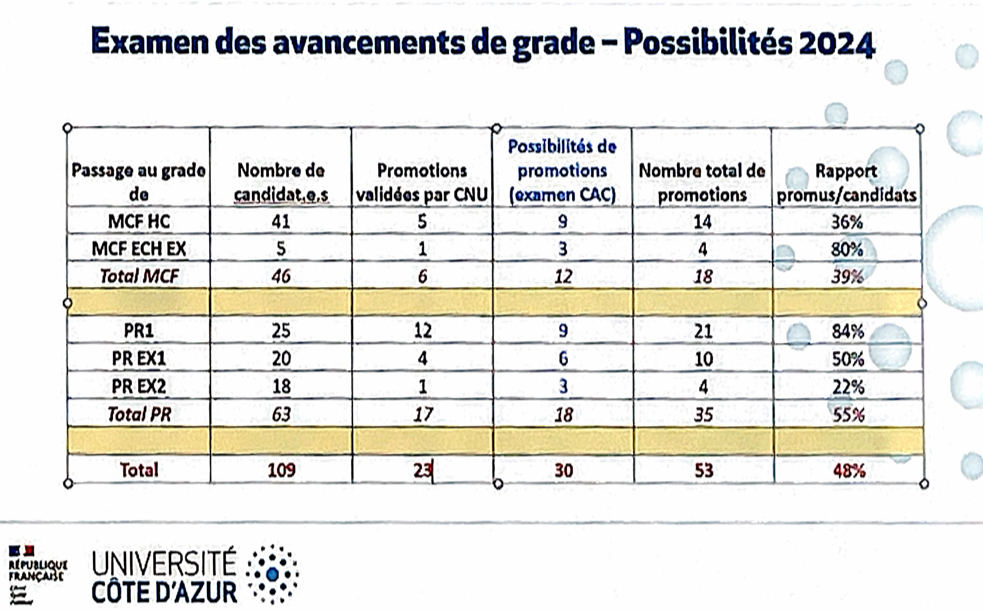 Examen des avancements de grade – Possibilités 2024
Passage au grade de | Nombre de candidat.e.s | Promotions validées par CNU | Possibilités de promotions (examen CAC) | Nombre total de promotions | Rapport promus/candidats
MCF HC | 41 | 5 | 9 | 14 | 36%
MCF ECH EX | 5 | 1 | 3 | 4 | 80%
Total MCF | 46 | 6 | 12 | 18 | 39%
PR1 | 25 | 12 | 9 | 21 | 84%
PR EX1 | 20 | 4 | 6 | 10 | 50%
PR EX2 | 18 | 1 | 3 | 4 | 22%
Total PR | 63 | 17 | 18 | 35 | 55%
Total | 109 | 23 | 30 | 53 | 48%
RÉPUBLIQUE
FRANÇAISE
UNIVERSITÉ
CÔTE D'AZUR